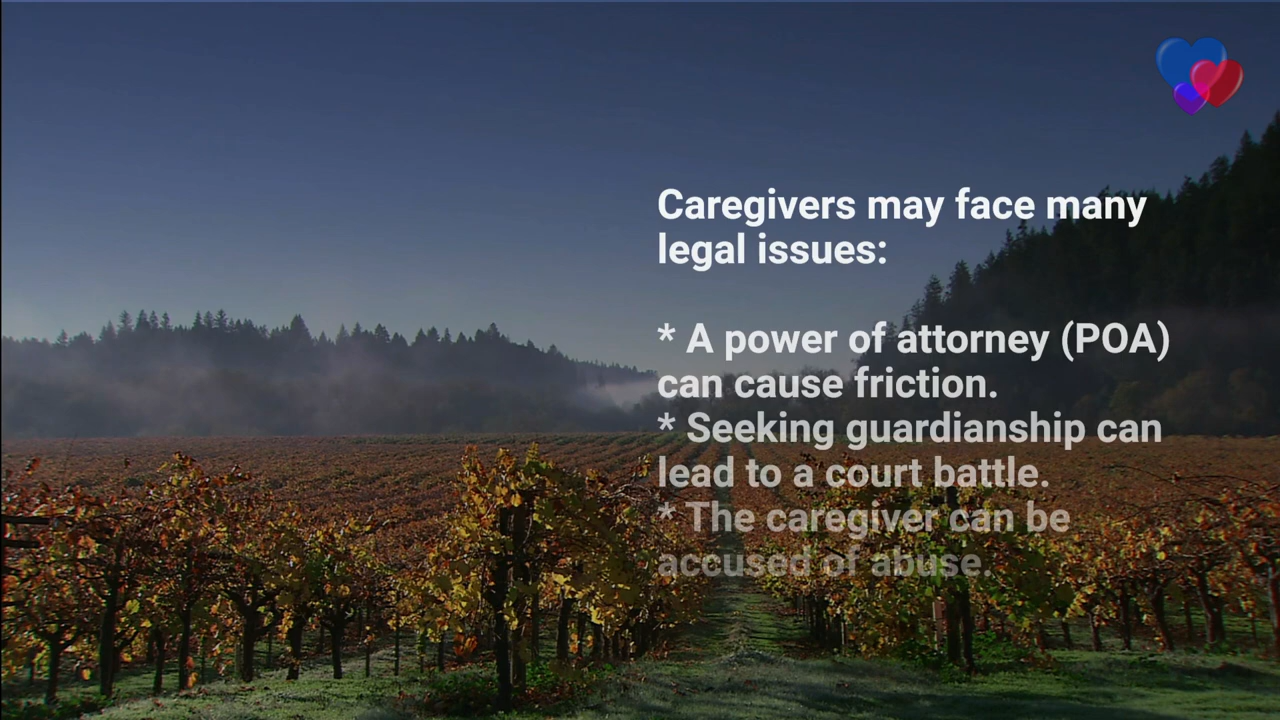 Caregivers may face many
legal issues:
* A power of attorney (POA)
can cause friction.
* Seeking guardianship can
lead to a court battle.
* The caregiver can be
accused of abuse.